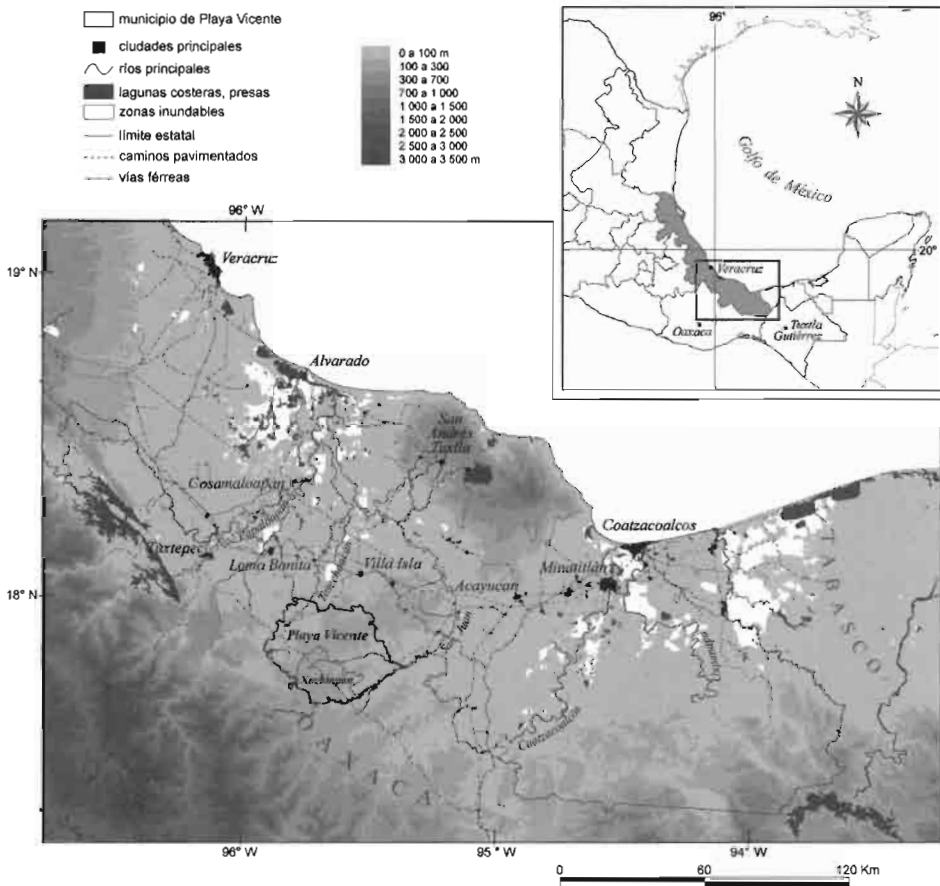 municipio de Playa Vicente
ciudades principales
ríos principales
lagunas costeras, presas
zonas inundables
límite estatal
caminos pavimentados
vías férreas
0 a 100 m
100 a 300
300 a 700
700 a 1 000
1 000 a 1 500
1 500 a 2 000
2 000 a 2 500
2 500 a 3 000
3 000 a 3 500 m
96°
N
Golfo de México
20°
Veracruz
Oaxaca
Tuxtla
Gutiérrez
96° W
19° N
Veracruz
Alvarado
San
Andrés
Tuxtla
Cosamaloapan
Papaloapan
Coatzacoalcos
Tuxtepec
Loma Bonita
Villa Isla
Acayucan
Minatitlán
TABASCO
18° N
Playa Vicente
San Juan
Coatzacoalcos
OAXACA
96°
95°
94°
0 60 120 Km